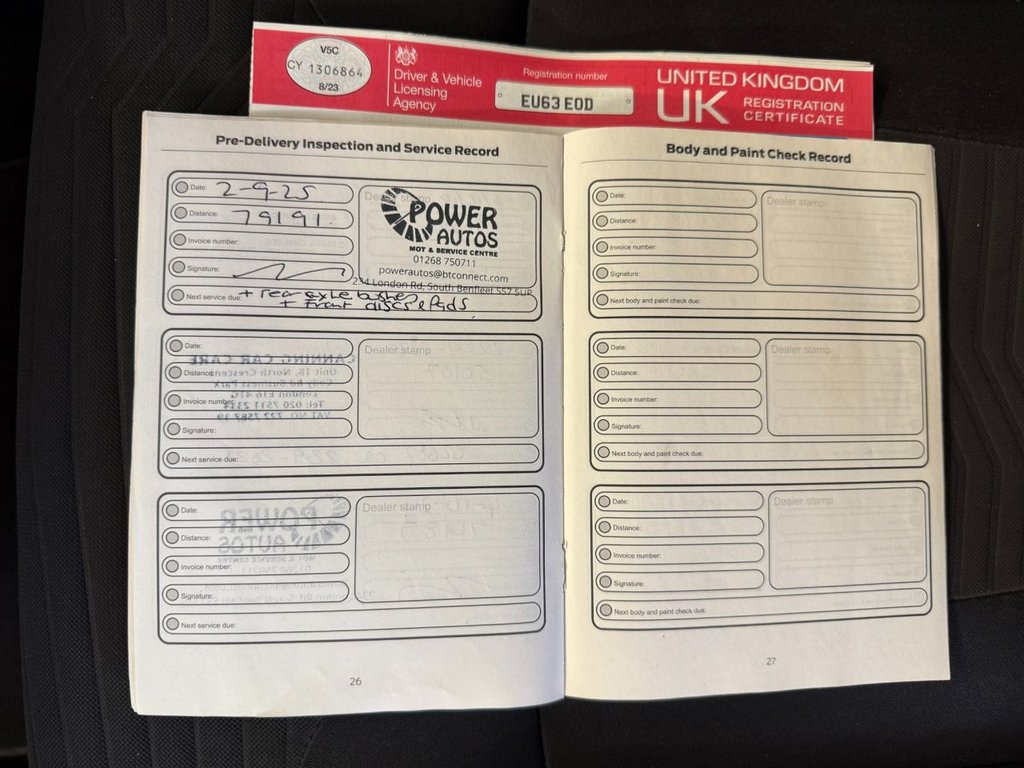 V5C
CY 1306864
8/23
Driver & Vehicle
Licensing
Agency
Registration number
EU63 EOD
UNITED KINGDOM
UK REGISTRATION
CERTIFICATE
Pre-Delivery Inspection and Service Record
Date: 2-9-25
Distance: 79191.
Invoice number:
Signature:
Next service due: + rear axle bushes
+ front discs & Pads.
Dealer stamp
POWER
AUTOS
MOT & SERVICE CENTRE
01268 750711
powerautos@btconnect.com
234 London Rd, South Benfleet SS7 5UR
Date:
Distance:
Invoice number:
Signature:
Next service due:
Dealer stamp
Date:
Distance:
Invoice number:
Signature:
Next service due:
Dealer stamp
26
Body and Paint Check Record
Date:
Distance:
Invoice number:
Signature:
Next body and paint check due:
Dealer stamp
Date:
Distance:
Invoice number:
Signature:
Next body and paint check due:
Dealer stamp
Date:
Distance:
Invoice number:
Signature:
Next body and paint check due:
Dealer stamp
27